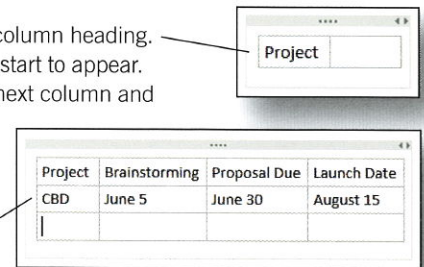 column heading.
start to appear.
next column and
Project
Project Brainstorming Proposal Due Launch Date
CBD June 5 June 30 August 15